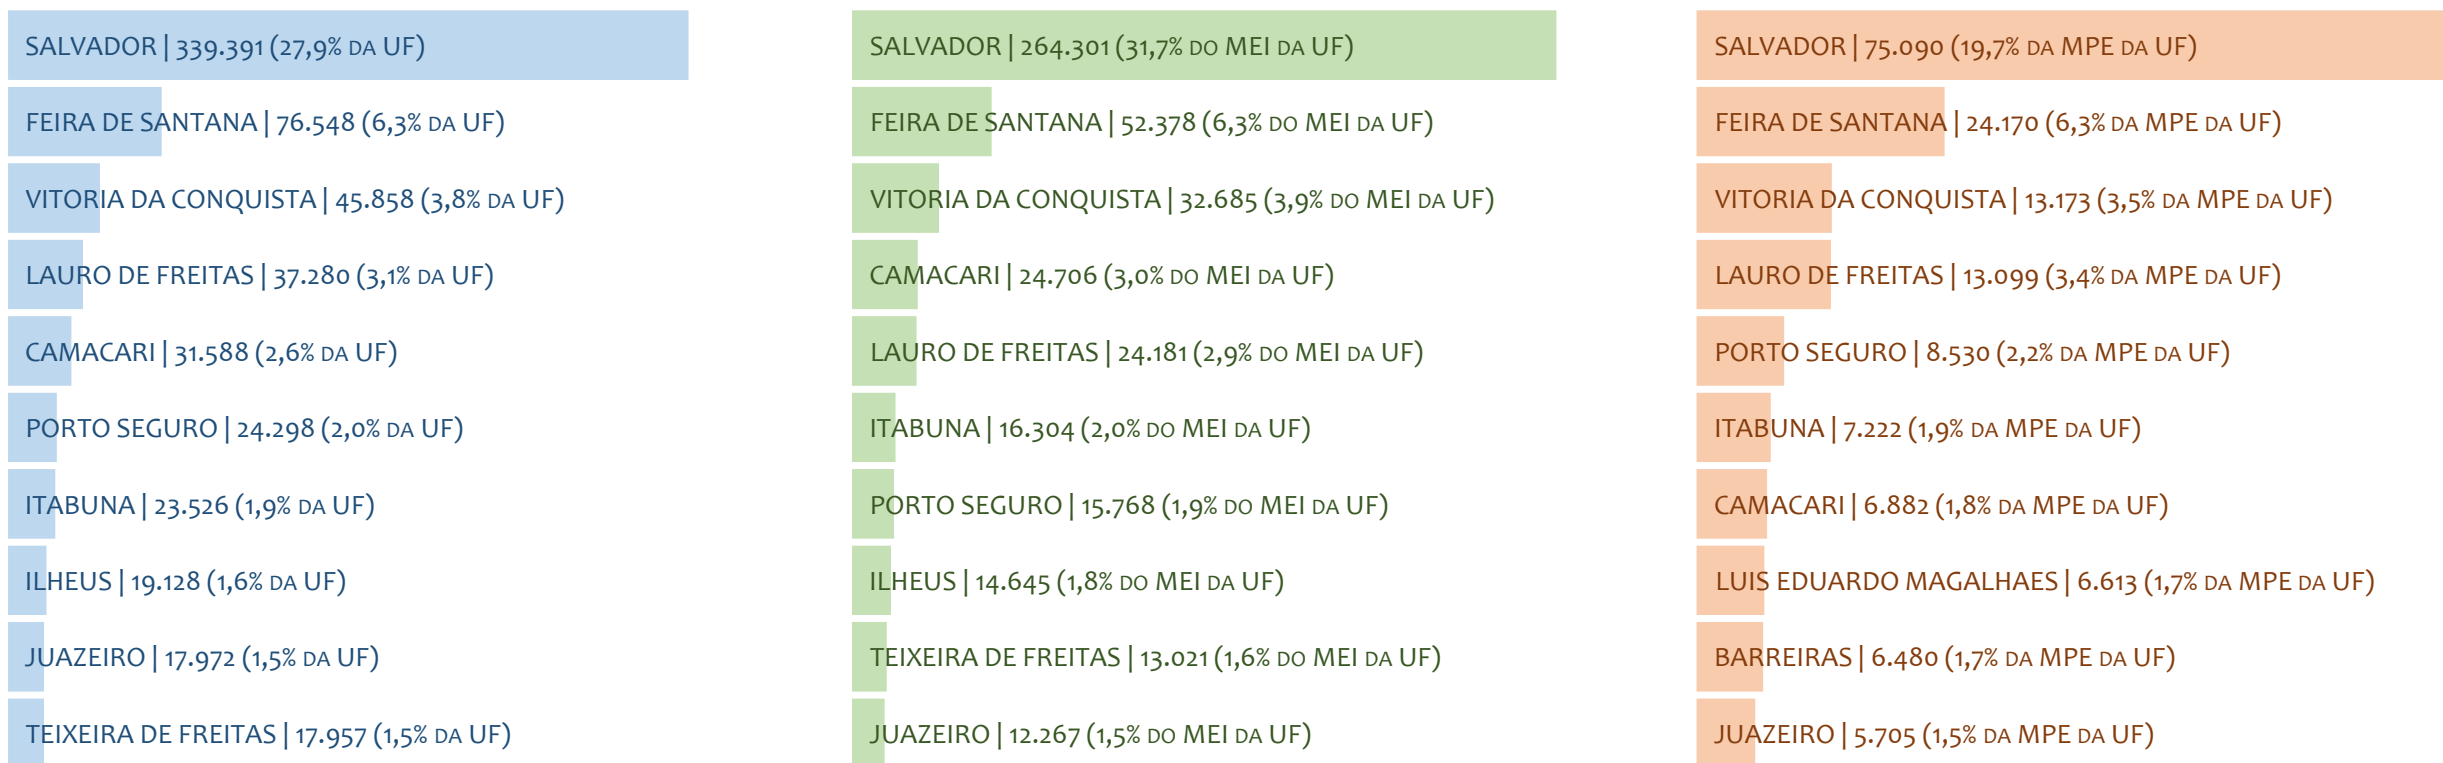 SALVADOR | 339.391 (27,9% DA UF)
FEIRA DE SANTANA | 76.548 (6,3% DA UF)
VITORIA DA CONQUISTA | 45.858 (3,8% DA UF)
LAURO DE FREITAS | 37.280 (3,1% DA UF)
CAMACARI | 31.588 (2,6% DA UF)
PORTO SEGURO | 24.298 (2,0% DA UF)
ITABUNA | 23.526 (1,9% DA UF)
ILHEUS | 19.128 (1,6% DA UF)
JUAZEIRO | 17.972 (1,5% DA UF)
TEIXEIRA DE FREITAS | 17.957 (1,5% DA UF)
SALVADOR | 264.301 (31,7% DO MEI DA UF)
FEIRA DE SANTANA | 52.378 (6,3% DO MEI DA UF)
VITORIA DA CONQUISTA | 32.685 (3,9% DO MEI DA UF)
CAMACARI | 24.706 (3,0% DO MEI DA UF)
LAURO DE FREITAS | 24.181 (2,9% DO MEI DA UF)
ITABUNA | 16.304 (2,0% DO MEI DA UF)
PORTO SEGURO | 15.768 (1,9% DO MEI DA UF)
ILHEUS | 14.645 (1,8% DO MEI DA UF)
TEIXEIRA DE FREITAS | 13.021 (1,6% DO MEI DA UF)
JUAZEIRO | 12.267 (1,5% DO MEI DA UF)
SALVADOR | 75.090 (19,7% DA MPE DA UF)
FEIRA DE SANTANA | 24.170 (6,3% DA MPE DA UF)
VITORIA DA CONQUISTA | 13.173 (3,5% DA MPE DA UF)
LAURO DE FREITAS | 13.099 (3,4% DA MPE DA UF)
PORTO SEGURO | 8.530 (2,2% DA MPE DA UF)
ITABUNA | 7.222 (1,9% DA MPE DA UF)
CAMACARI | 6.882 (1,8% DA MPE DA UF)
LUIS EDUARDO MAGALHAES | 6.613 (1,7% DA MPE DA UF)
BARREIRAS | 6.480 (1,7% DA MPE DA UF)
JUAZEIRO | 5.705 (1,5% DA MPE DA UF)